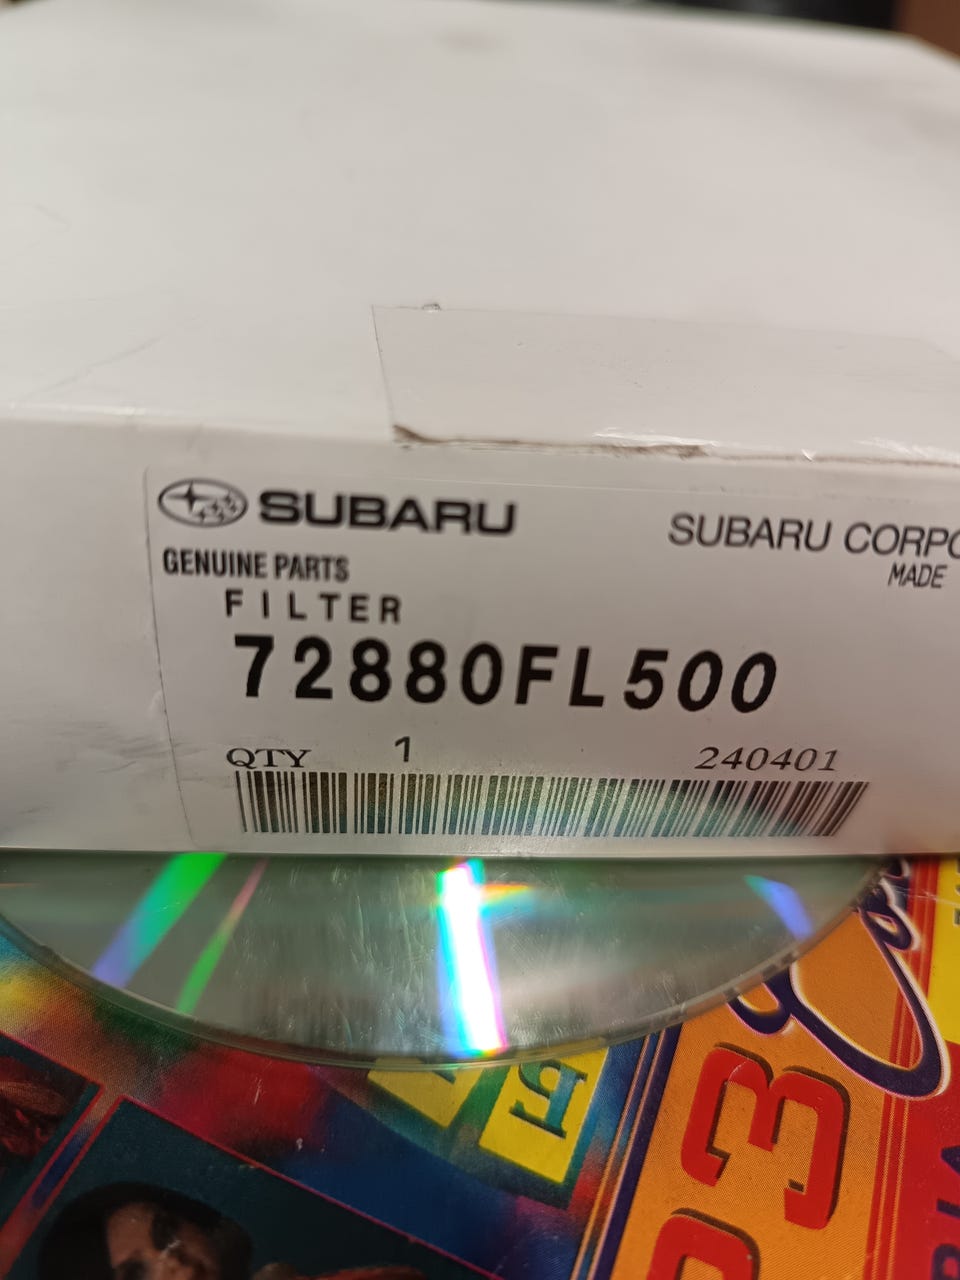 SUBARU
SUBARU CORPO
GENUINE PARTS
MADE
FILTER
72880FL500
QTY 1 240401